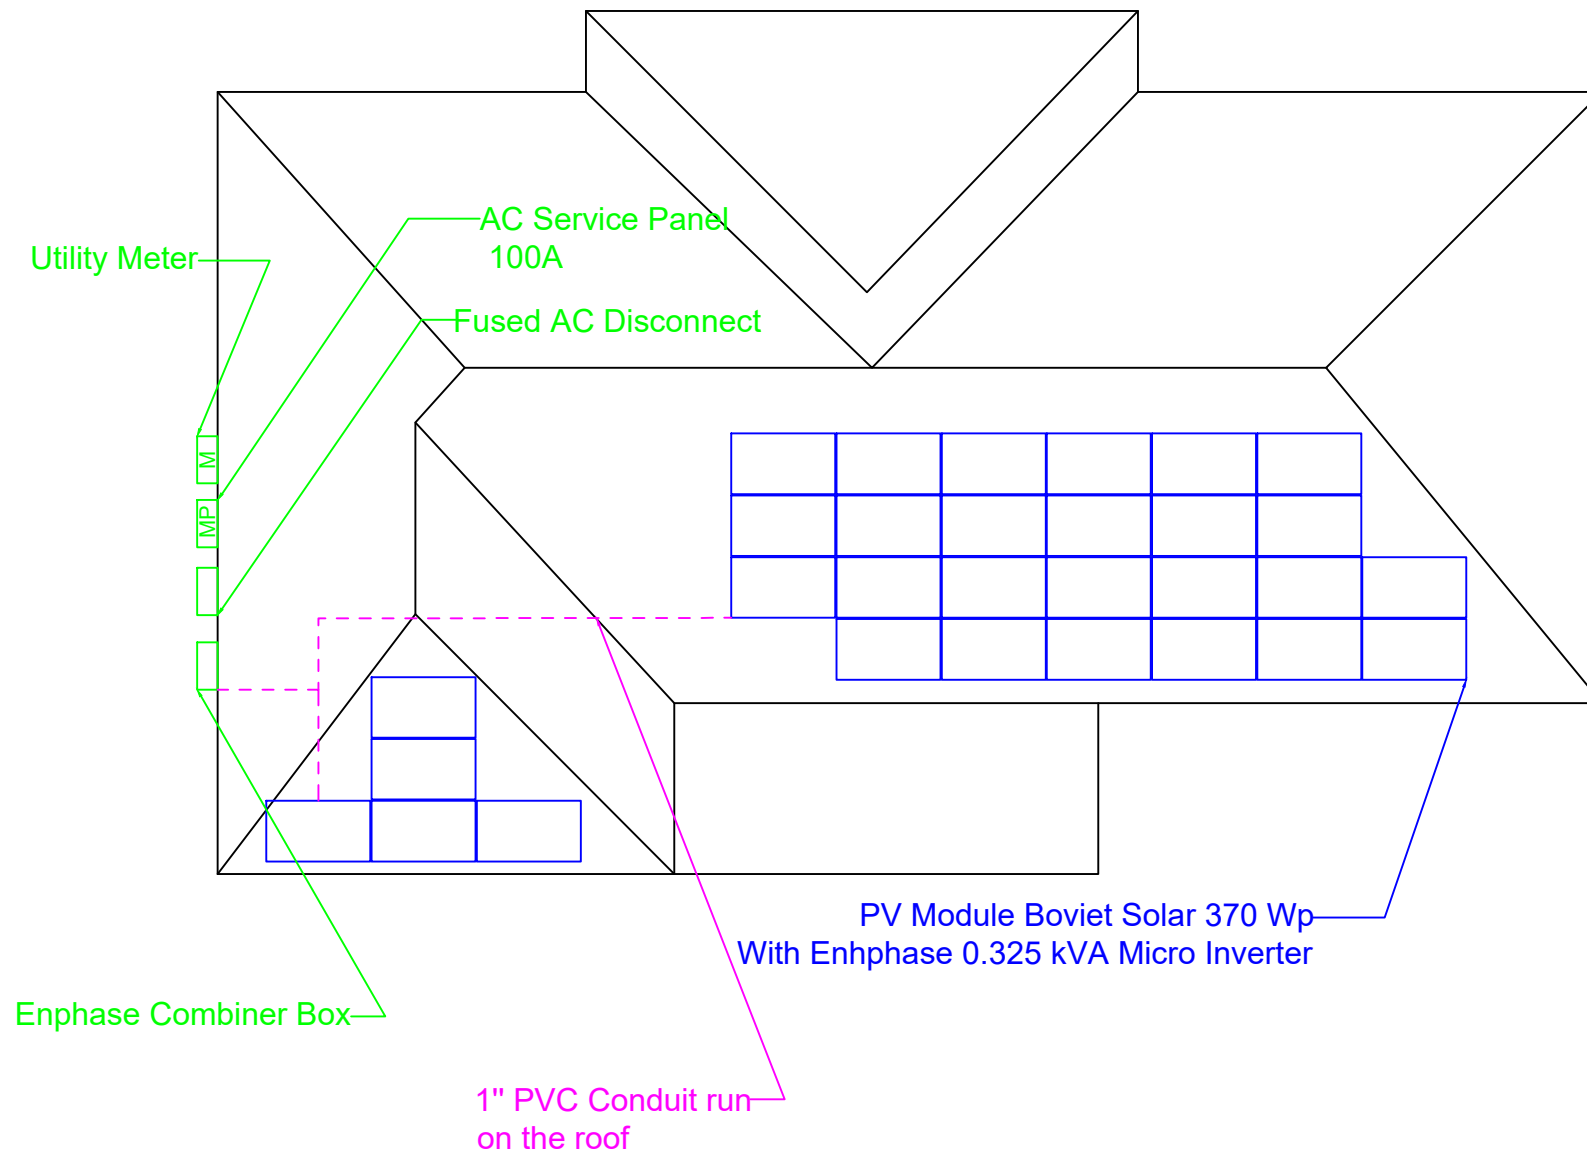 AC Service Panel
100A
Utility Meter
Fused AC Disconnect
M
MP
PV Module Boviet Solar 370 Wp
With Enhphase 0.325 kVA Micro Inverter
Enphase Combiner Box
1" PVC Conduit run
on the roof